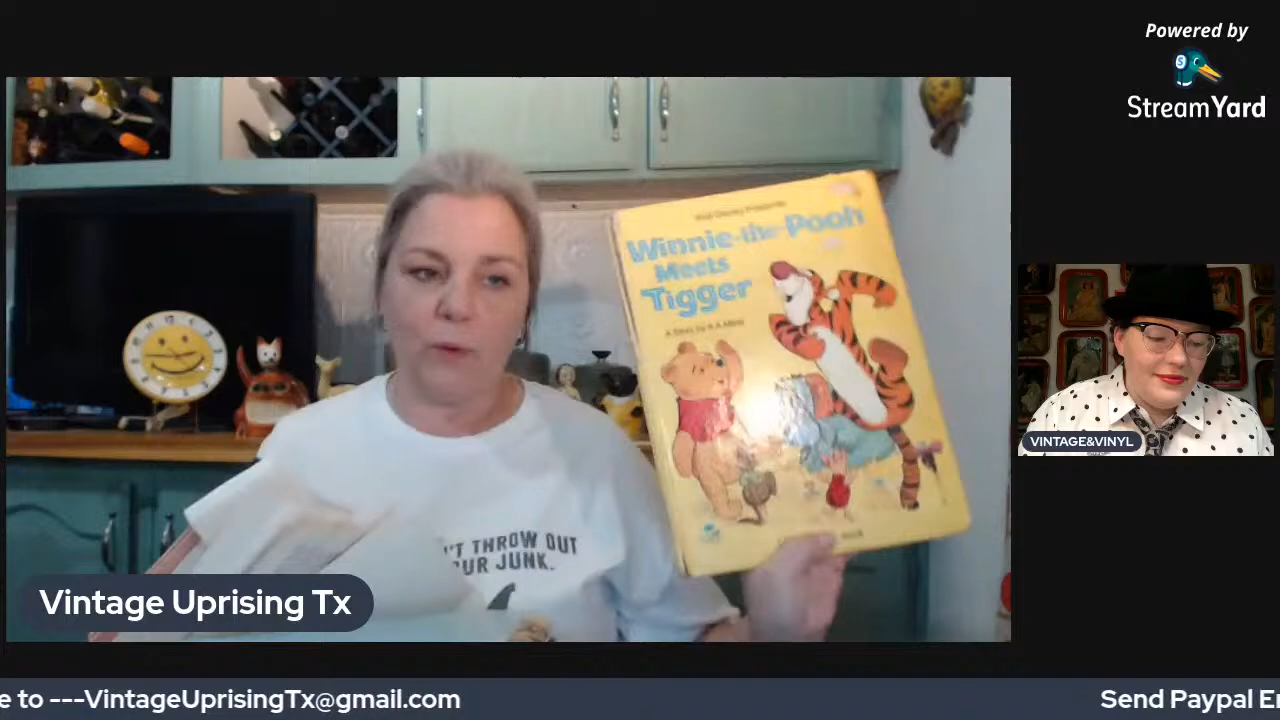 Powered by
StreamYard
Walt Disney Presents
Winnie-the-Pooh
Meets
Tigger
A Story by A.A. Milne
'T THROW OUT
UR JUNK.
VINTAGE&VINYL
Vintage Uprising Tx
e to ---VintageUprisingTx@gmail.com
Send Paypal E